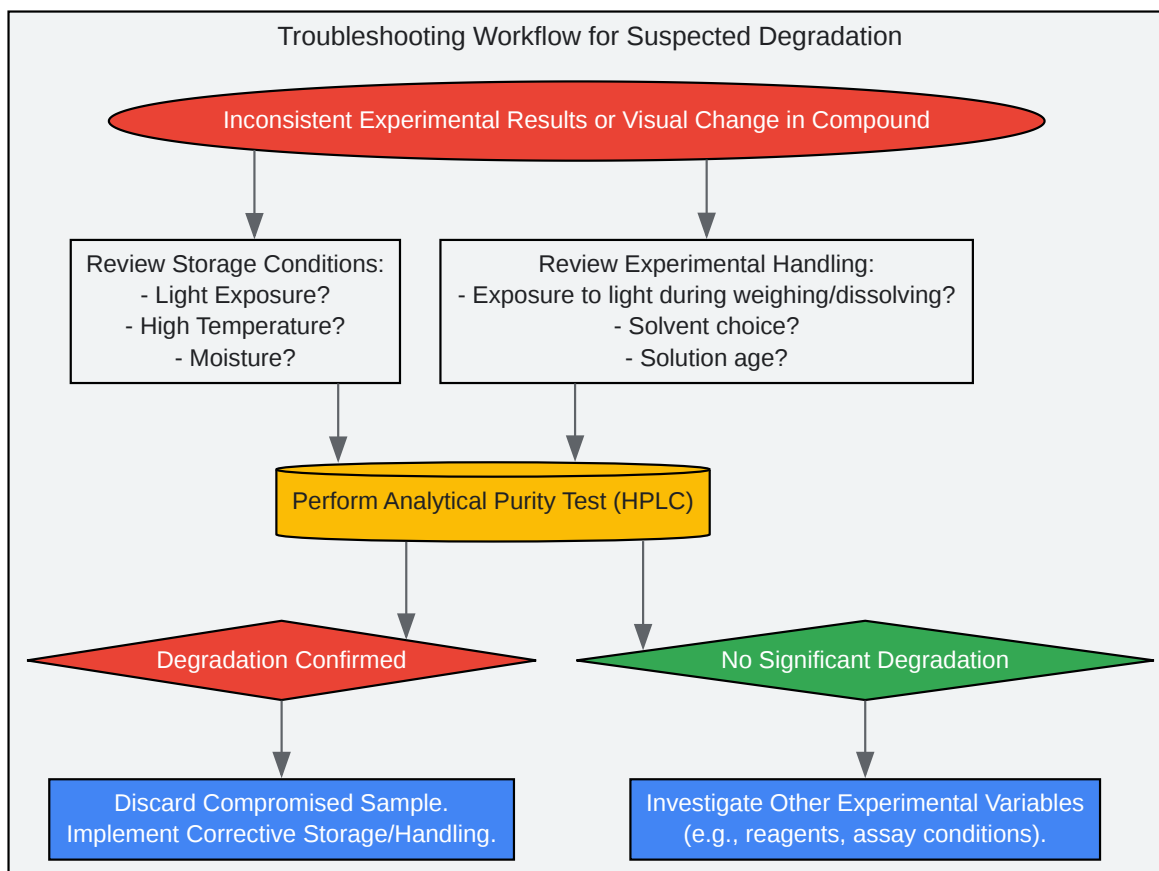 Troubleshooting Workflow for Suspected Degradation
Inconsistent Experimental Results or Visual Change in Compound
Review Storage Conditions:
- Light Exposure?
- High Temperature?
- Moisture?
Review Experimental Handling:
- Exposure to light during weighing/dissolving?
- Solvent choice?
- Solution age?
Perform Analytical Purity Test (HPLC)
Degradation Confirmed
No Significant Degradation
Discard Compromised Sample.
Implement Corrective Storage/Handling.
Investigate Other Experimental Variables
(e.g., reagents, assay conditions).